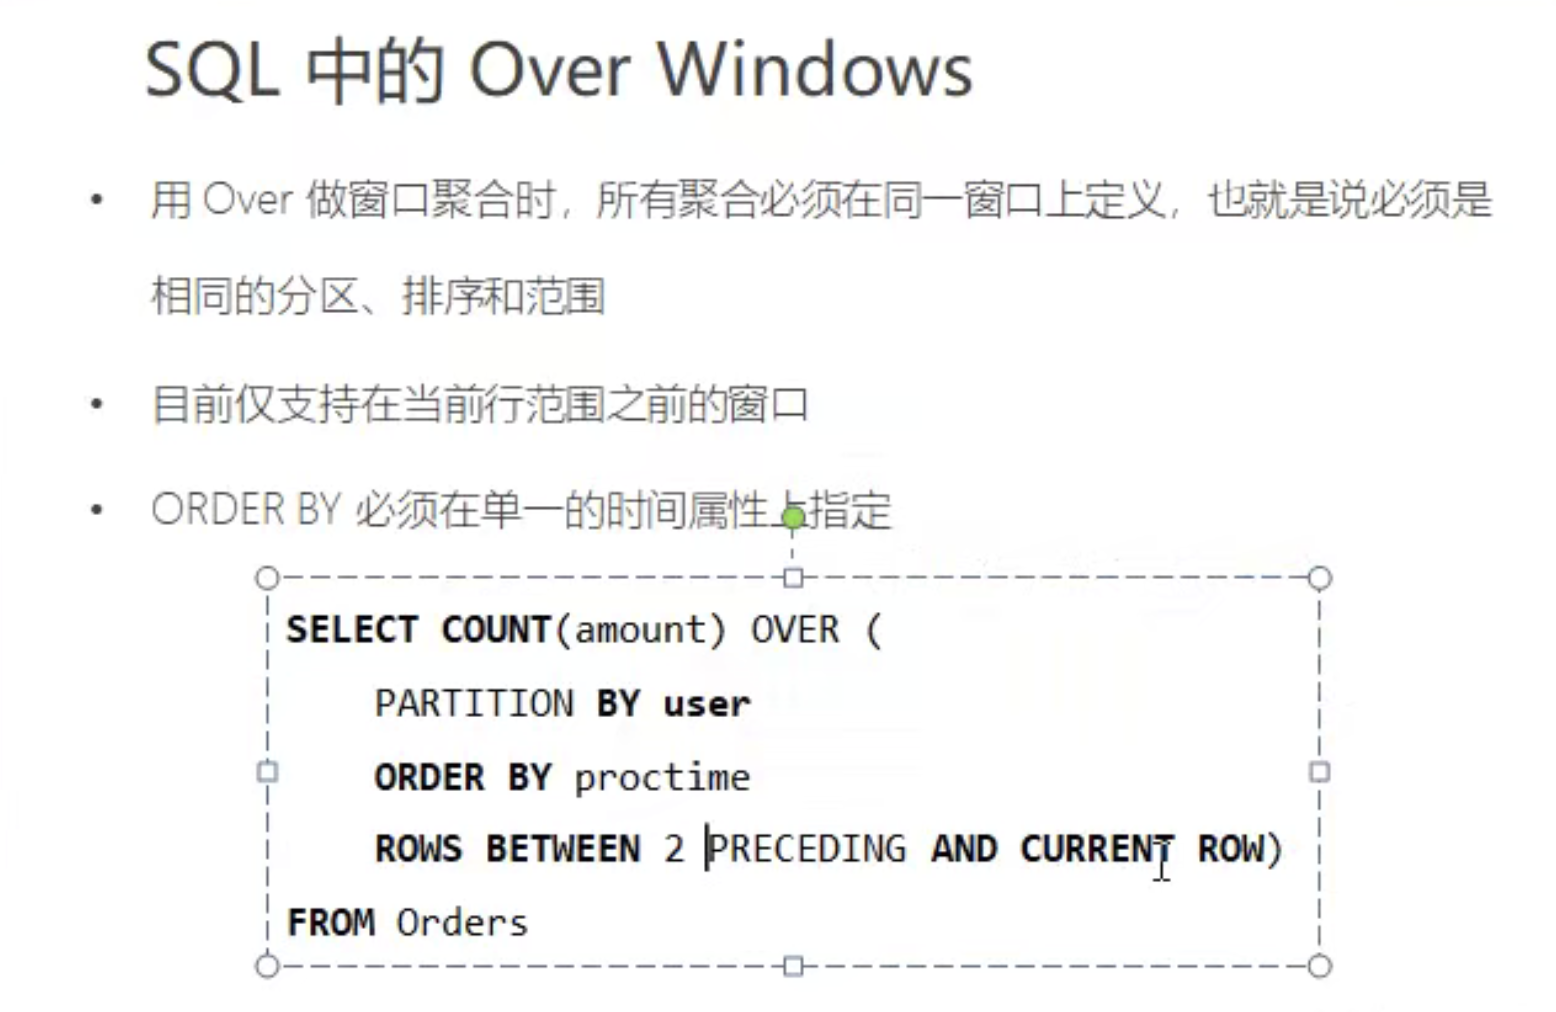 SQL 中的 Over Windows
• 用 Over 做窗口聚合时，所有聚合必须在同一窗口上定义，也就是说必须是
相同的分区、排序和范围
• 目前仅支持在当前行范围之前的窗口
• ORDER BY 必须在单一的时间属性上指定
SELECT COUNT(amount) OVER (
PARTITION BY user
ORDER BY proctime
ROWS BETWEEN 2 PRECEDING AND CURRENT ROW)
FROM Orders